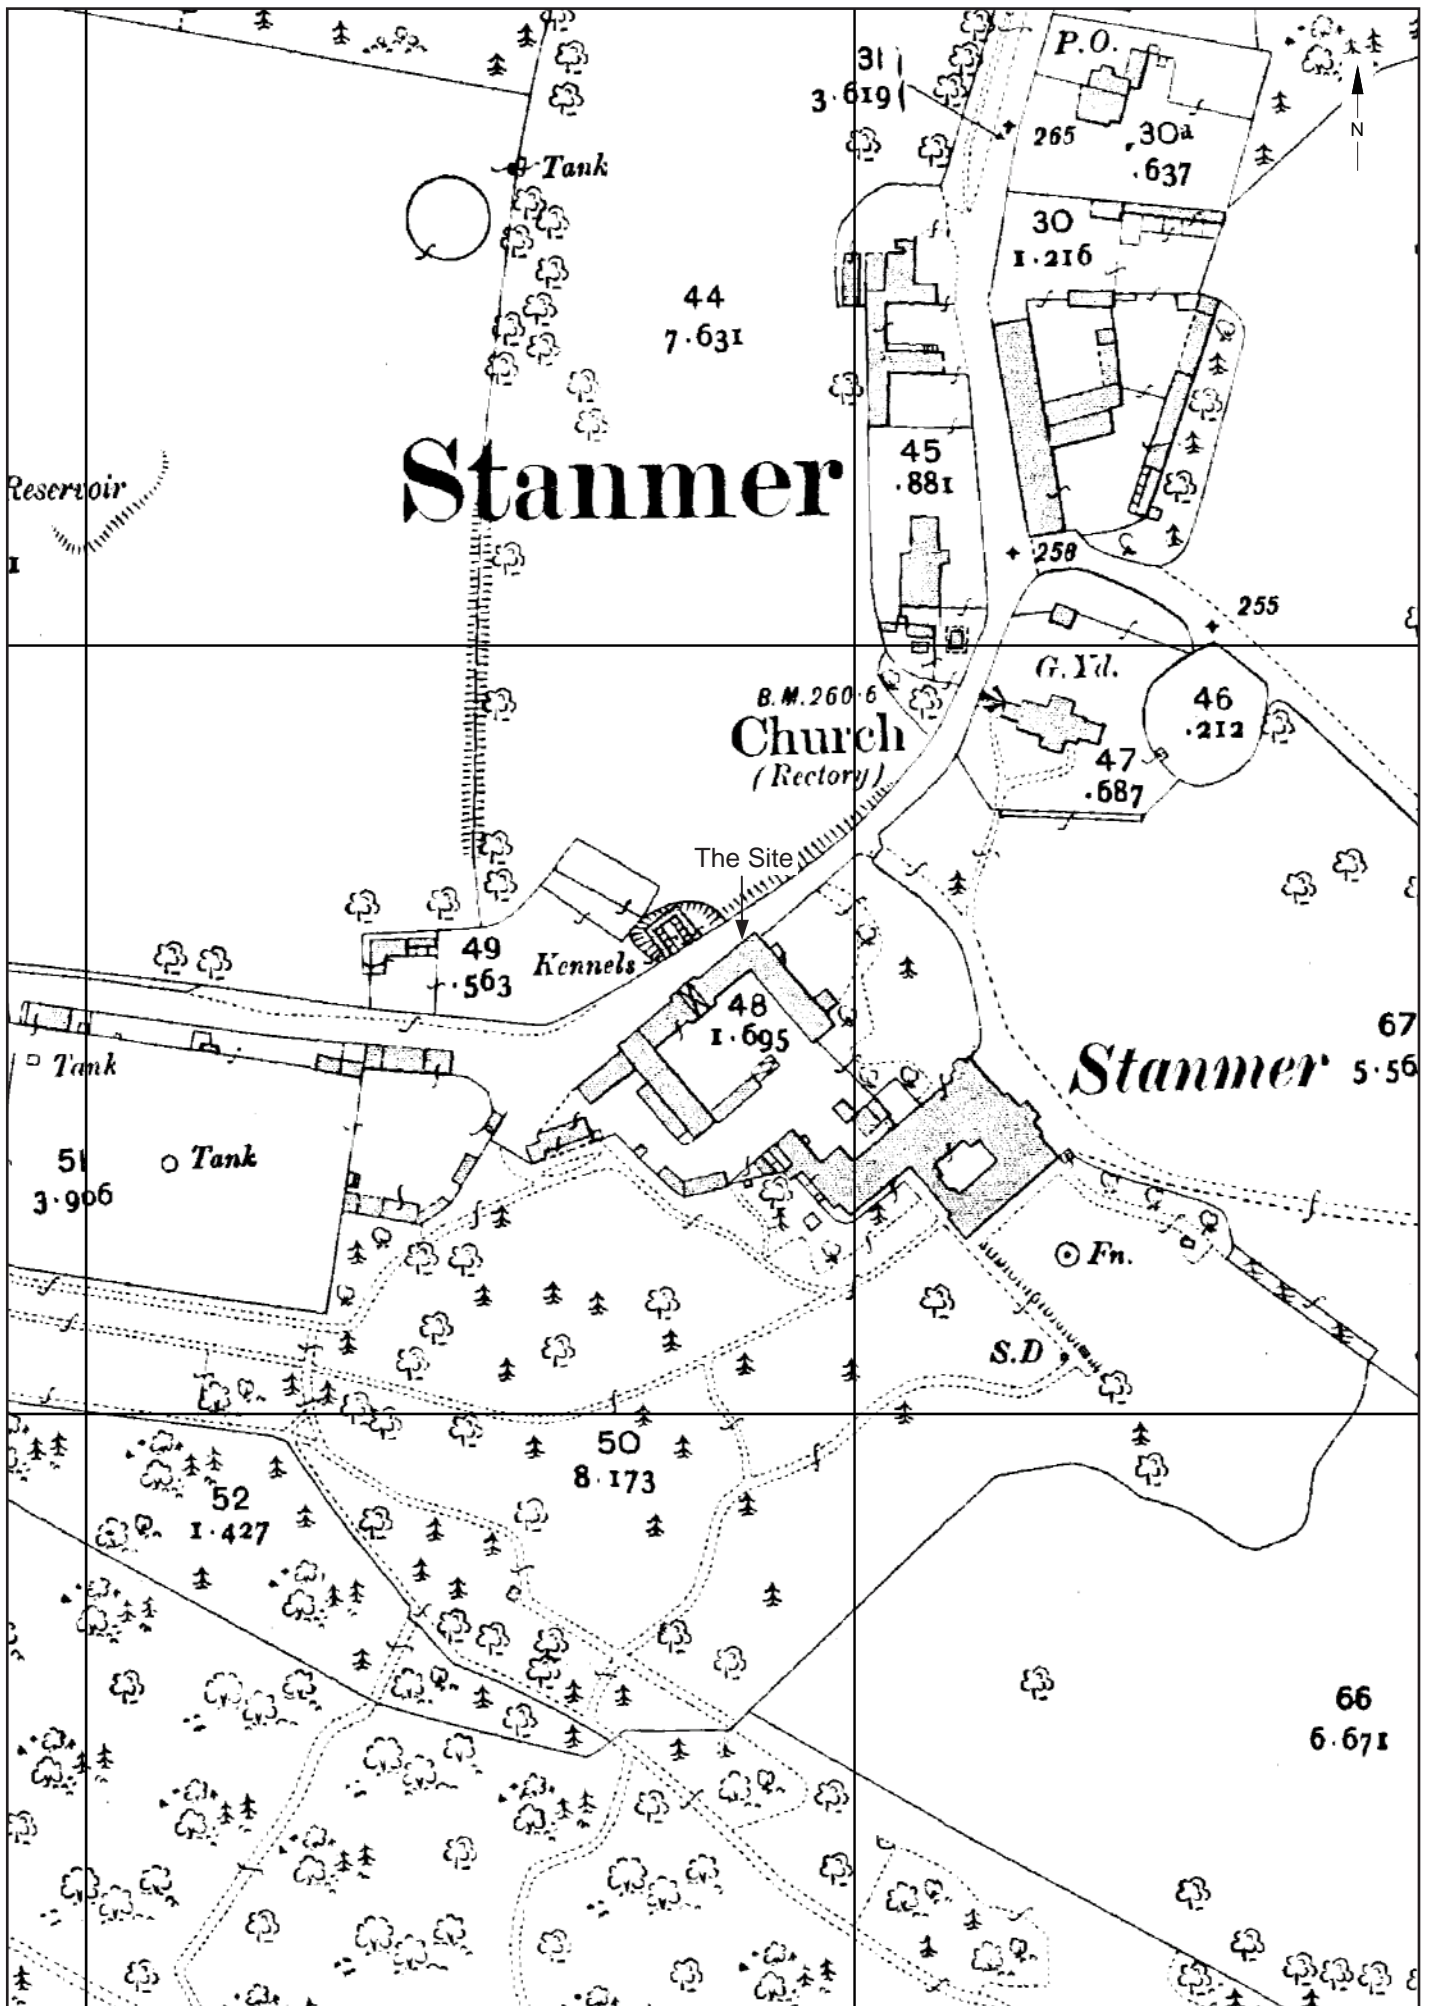 P.O.
31
3.619
N
265
30a
.637
Tank
30
1.216
44
7.631
Stanmer
45
.881
Reservoir
1
258
255
G. Yd.
B.M. 260.6
46
.212
Church
(Rectory)
47
.687
The Site
49
.563
Kennels
48
1.695
67
5.56
Tank
Stanmer
51
3.906
Tank
Fn.
S.D
50
8.173
52
1.427
66
6.671